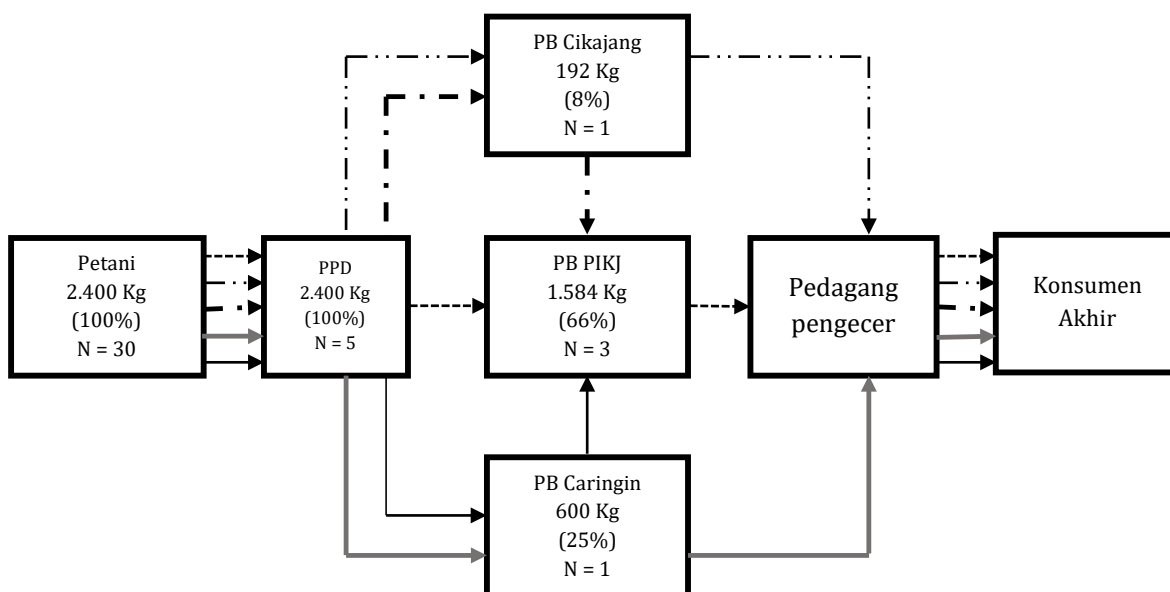 PB Cikajang
192 Kg
(8%)
N = 1
Petani
2.400 Kg
(100%)
N = 30
PPD
2.400 Kg
(100%)
N = 5
PB PIKJ
1.584 Kg
(66%)
N = 3
Pedagang
pengecer
Konsumen
Akhir
PB Caringin
600 Kg
(25%)
N = 1